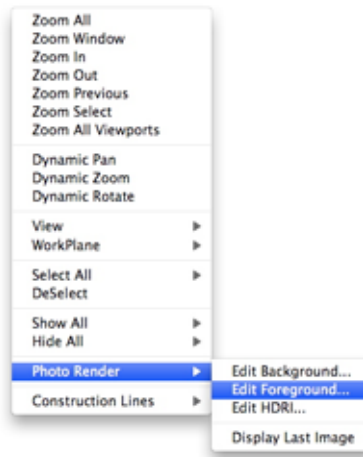 Zoom All
Zoom Window
Zoom In
Zoom Out
Zoom Previous
Zoom Select
Zoom All Viewports
Dynamic Pan
Dynamic Zoom
Dynamic Rotate
View
WorkPlane
Select All
DeSelect
Show All
Hide All
Photo Render
Construction Lines
Edit Background...
Edit Foreground...
Edit HDRI...
Display Last Image